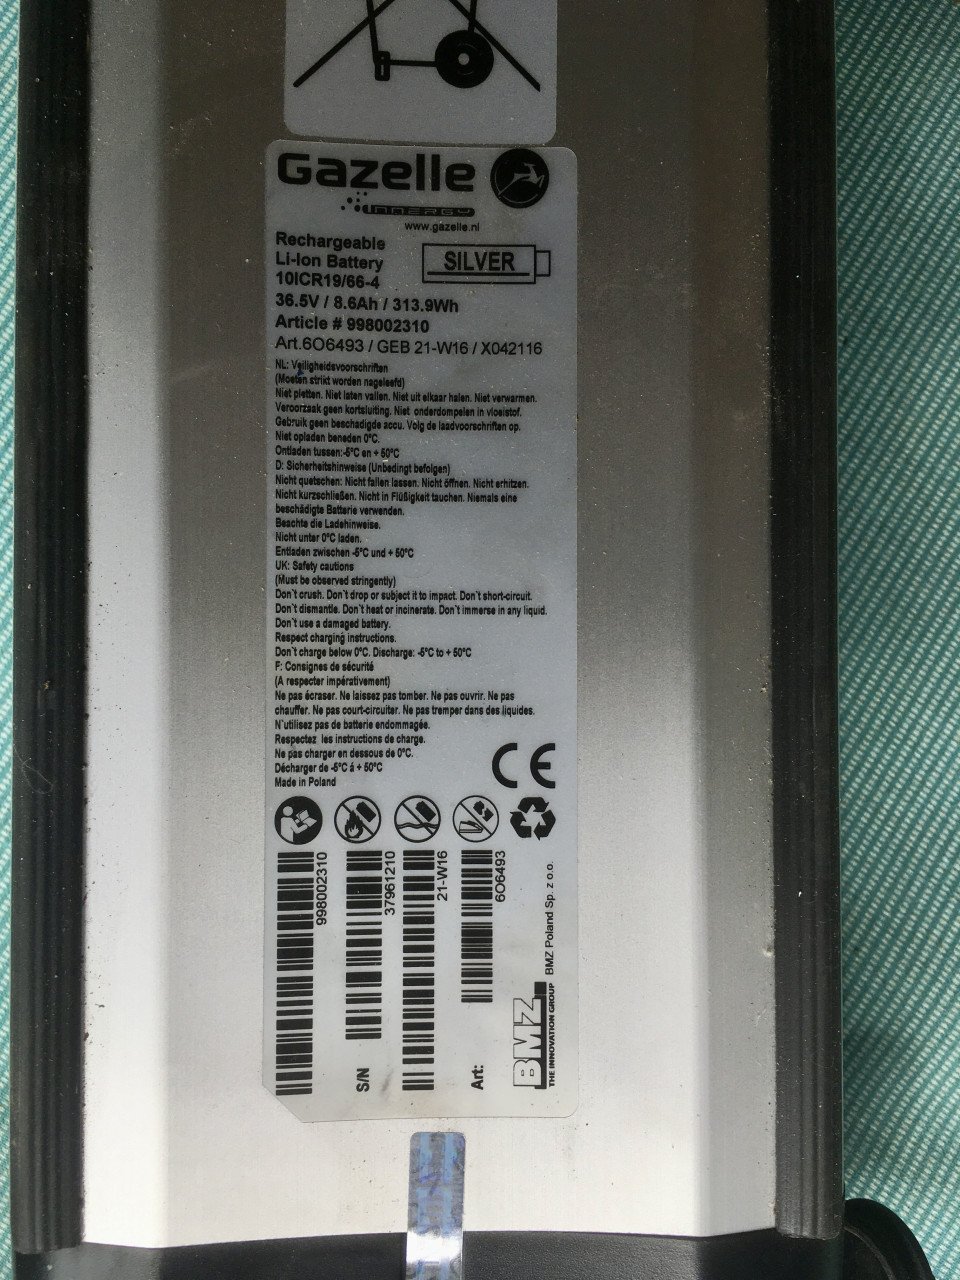 Gazelle
INNERGY
www.gazelle.nl
Rechargeable
Li-Ion Battery
SILVER
10ICR19/66-4
36.5V / 8.6Ah / 313.9Wh
Article # 998002310
Art.6O6493 / GEB 21-W16 / X042116
NL: Veiligheidsvoorschriften
(Moeten strikt worden nageleefd)
Niet pletten. Niet laten vallen. Niet uit elkaar halen. Niet verwarmen.
Veroorzaak geen kortsluiting. Niet onderdompelen in vloeistof.
Gebruik geen beschadigde accu. Volg de laadvoorschriften op.
Niet opladen beneden 0°C.
Ontladen tussen:-5°C en + 50°C
D: Sicherheitshinweise (Unbedingt befolgen)
Nicht quetschen: Nicht fallen lassen. Nicht öffnen. Nicht erhitzen.
Nicht kurzschließen. Nicht in Flüßigkeit tauchen. Niemals eine
beschädigte Batterie verwenden.
Beachte die Ladehinweise.
Nicht unter 0°C laden.
Entladen zwischen -5°C und + 50°C
UK: Safety cautions
(Must be observed stringently)
Don`t crush. Don`t drop or subject it to impact. Don`t short-circuit.
Don`t dismantle. Don`t heat or incinerate. Don`t immerse in any liquid.
Don`t use a damaged battery.
Respect charging instructions.
Don`t charge below 0°C. Discharge: -5°C to + 50°C
F: Consignes de sécurité
(A respecter impérativement)
Ne pas écraser. Ne laissez pas tomber. Ne pas ouvrir. Ne pas
chauffer. Ne pas court-circuiter. Ne pas tremper dans des liquides.
N`utilisez pas de batterie endommagée.
Respectez les instructions de charge.
Ne pas charger en dessous de 0°C.
Décharger de -5°C á + 50°C
Made in Poland
CE
998002310
S/N
37961210
21-W16
Art:
6O6493
BMZ
THE INNOVATION GROUP
BMZ Poland Sp. z o.o.